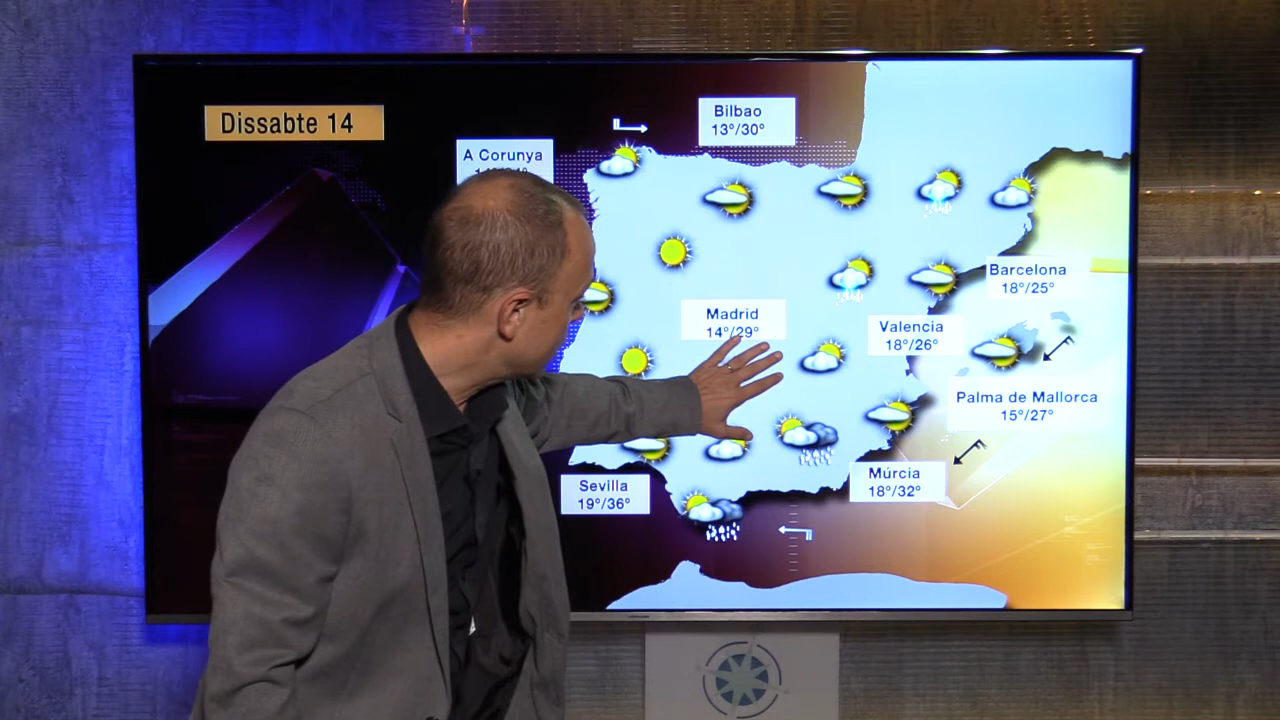 Dissabte 14
Bilbao
13°/30°
A Corunya
Barcelona
18°/25°
Madrid
14°/29°
Valencia
18°/26°
Palma de Mallorca
15°/27°
Múrcia
18°/32°
Sevilla
19°/36°